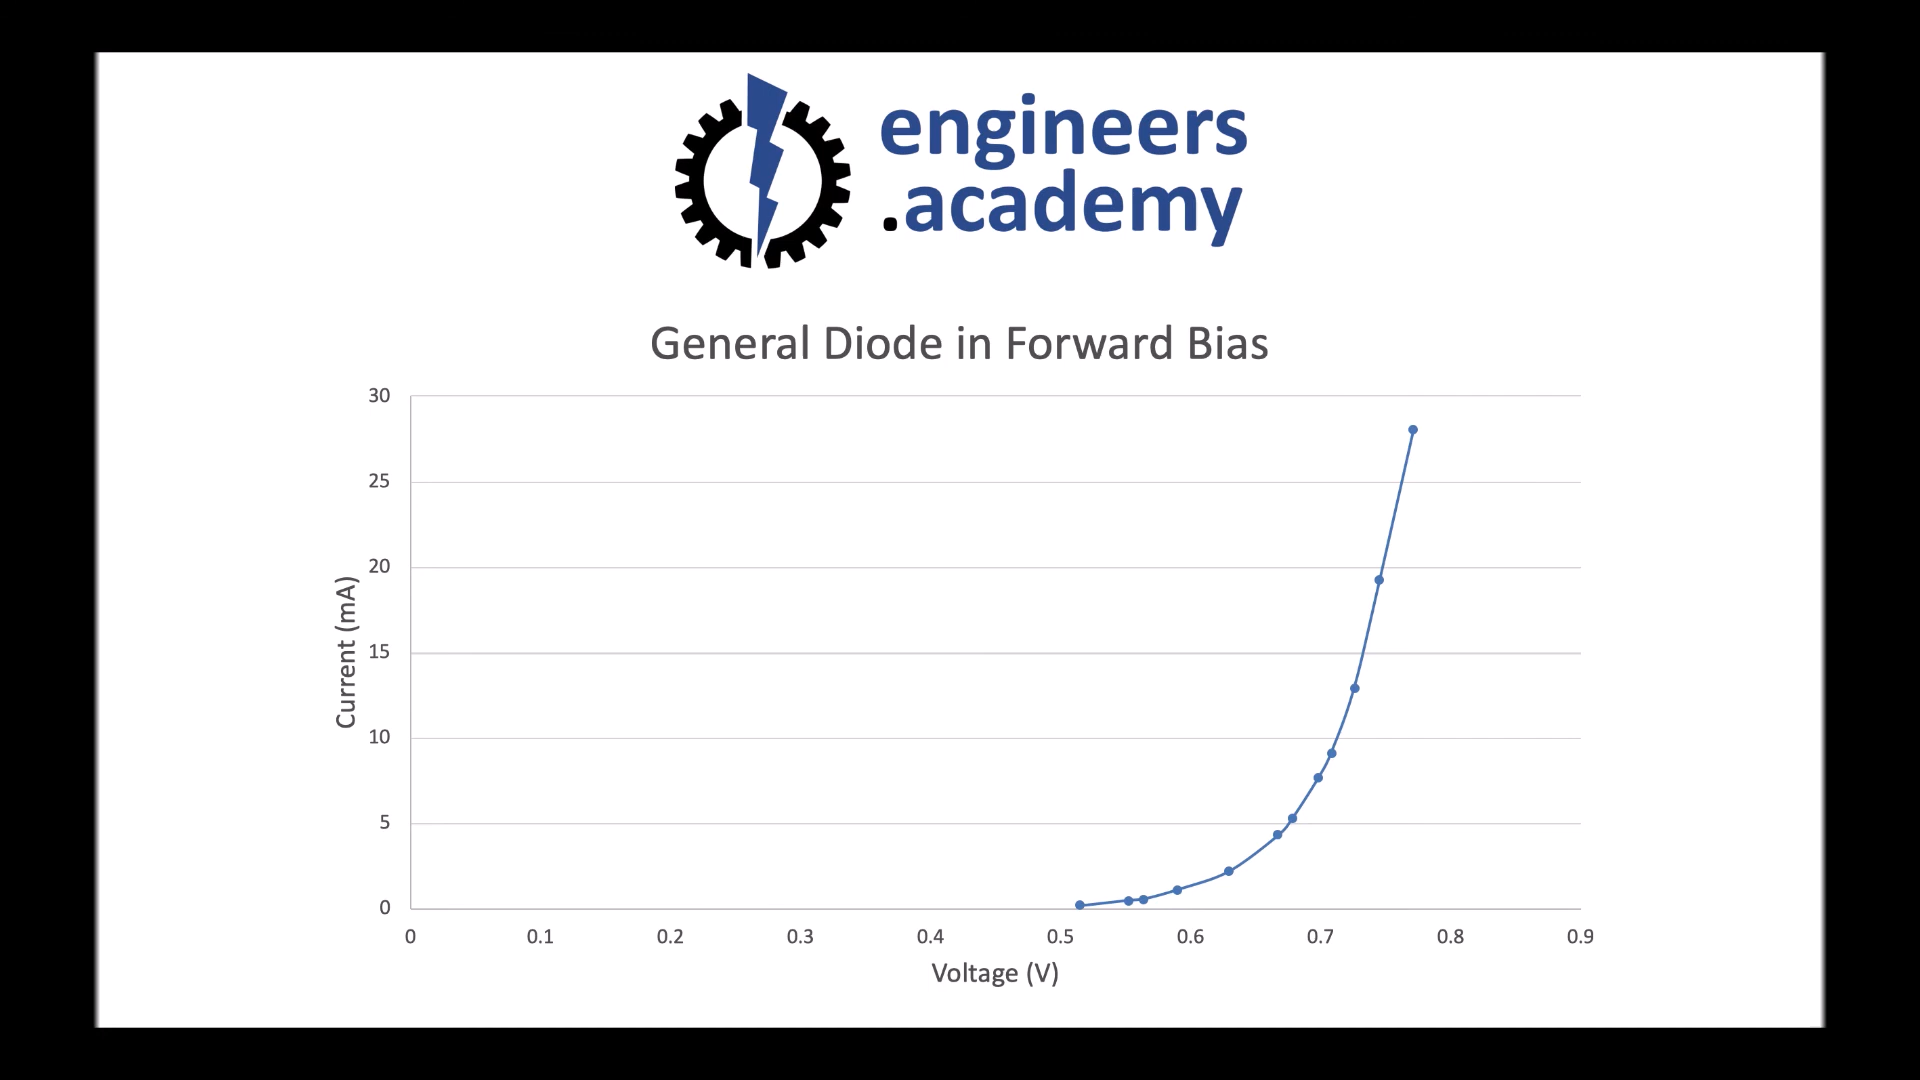 engineers
.academy
General Diode in Forward Bias
30
25
20
15
10
5
0
Current (mA)
0 0.1 0.2 0.3 0.4 0.5 0.6 0.7 0.8 0.9
Voltage (V)